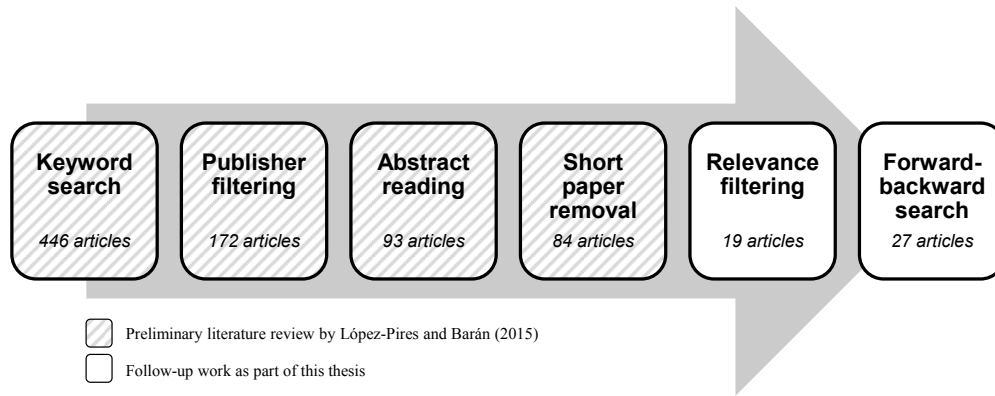 Keyword
search
446 articles
Publisher
filtering
172 articles
Abstract
reading
93 articles
Short
paper
removal
84 articles
Relevance
filtering
19 articles
Forward-
backward
search
27 articles
Preliminary literature review by López-Pires and Barán (2015)
Follow-up work as part of this thesis